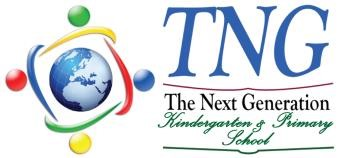 TNG
The Next Generation
Kindergarten & Primary
School